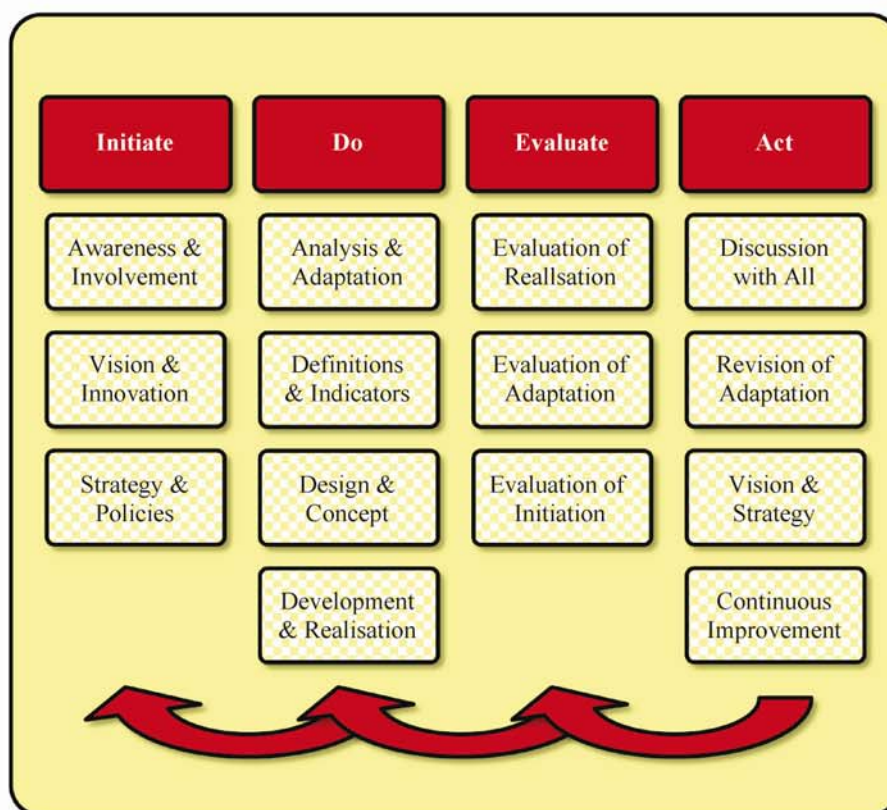 Initiate
Do
Evaluate
Act
Awareness &
Involvement
Analysis &
Adaptation
Evaluation of
Reallsation
Discussion
with All
Vision &
Innovation
Definitions
& Indicators
Evaluation of
Adaptation
Revision of
Adaptation
Strategy &
Policies
Design &
Concept
Evaluation of
Initiation
Vision &
Strategy
Development
& Realisation
Continuous
Improvement